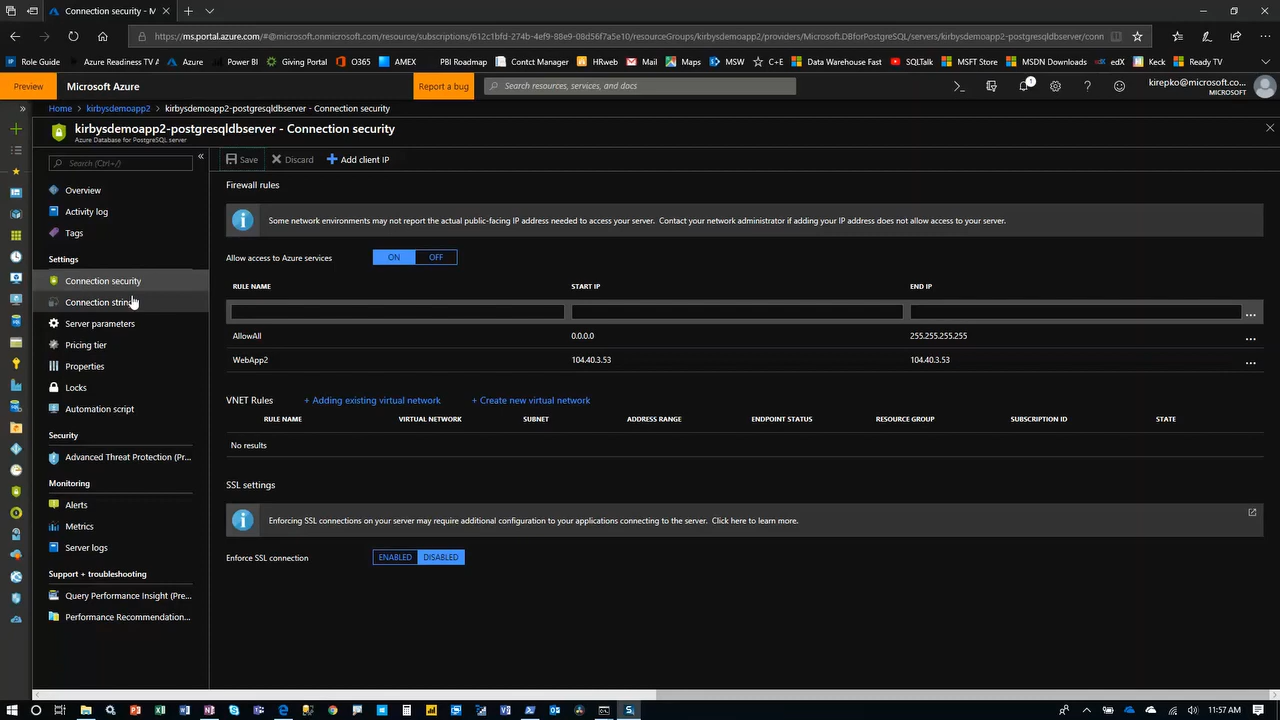 Connection security - M
https://ms.portal.azure.com/#@microsoft.onmicrosoft.com/resource/subscriptions/612c1bfd-274b-4ef9-88e9-08d56f7a5e10/resourceGroups/kirbysdemoapp2/providers/Microsoft.DBforPostgreSQL/servers/kirbysdemoapp2-postgresqldbserver/conn
Role Guide Azure Readiness TV A Azure Power BI Giving Portal O365 AMEX PBI Roadmap Contct Manager HRweb Mail Maps MSW C+E Data Warehouse Fast SQLTalk MSFT Store MSDN Downloads edX Keck Ready TV
Preview Microsoft Azure Report a bug Search resources, services, and docs >_ 1 ? kirepko@microsoft.co...
MICROSOFT
Home > kirbysdemoapp2 > kirbysdemoapp2-postgresqldbserver - Connection security
kirbysdemoapp2-postgresqldbserver - Connection security
Azure Database for PostgreSQL server
Search (Ctrl+/)
Overview
Activity log
Tags
Settings
Connection security
Connection strin
Server parameters
Pricing tier
Properties
Locks
Automation script
Security
Advanced Threat Protection (Pr...
Monitoring
Alerts
Metrics
Server logs
Support + troubleshooting
Query Performance Insight (Pre...
Performance Recommendation...
Save Discard Add client IP
Firewall rules
Some network environments may not report the actual public-facing IP address needed to access your server. Contact your network administrator if adding your IP address does not allow access to your server.
Allow access to Azure services ON OFF
RULE NAME START IP END IP
AllowAll 0.0.0.0 255.255.255.255 ...
WebApp2 104.40.3.53 104.40.3.53 ...
VNET Rules + Adding existing virtual network + Create new virtual network
RULE NAME VIRTUAL NETWORK SUBNET ADDRESS RANGE ENDPOINT STATUS RESOURCE GROUP SUBSCRIPTION ID STATE
No results
SSL settings
Enforcing SSL connections on your server may require additional configuration to your applications connecting to the server. Click here to learn more.
Enforce SSL connection ENABLED DISABLED
11:57 AM